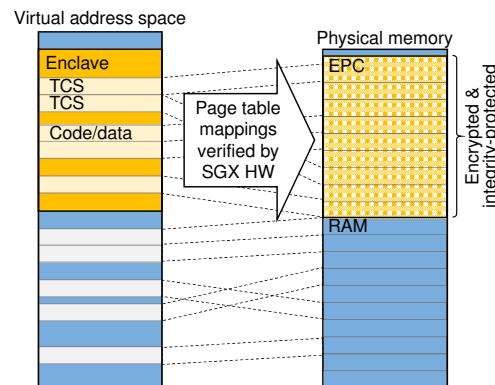 Virtual address space
Physical memory
Enclave
TCS
TCS
Code/data
Page table
mappings
verified by
SGX HW
EPC
RAM
Encrypted &
integrity-protected